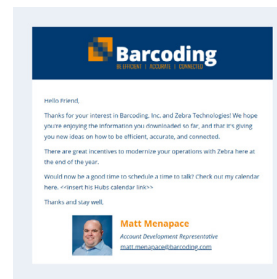 Barcoding
BE EFFICIENT | ACCURATE | CONNECTED
Hello Friend,
Thanks for your interest in Barcoding, Inc. and Zebra Technologies! We hope
you're enjoying the information you downloaded so far, and that it's giving
you new ideas on how to be efficient, accurate, and connected.
There are great incentives to modernize your operations with Zebra here at
the end of the year.
Would now be a good time to schedule a time to talk? Check out my calendar
here. <<insert his Hubs calendar link>>
Thanks and stay well,
Matt Menapace
Account Development Representative
matt.menapace@barcoding.com